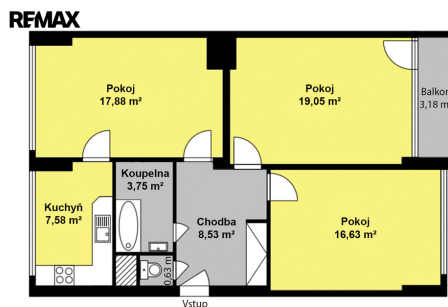 RE/MAX
Pokoj
17,88 m²
Pokoj
19,05 m²
Balkon
3,18 m
Koupelna
3,75 m²
Kuchyň
7,58 m²
Chodba
8,53 m²
Pokoj
16,63 m²
0,63 m
Vstup